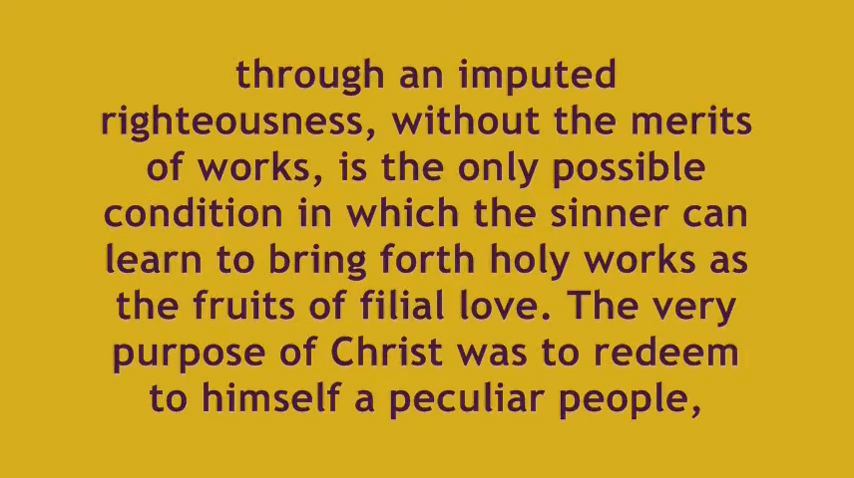 through an imputed
righteousness, without the merits
of works, is the only possible
condition in which the sinner can
learn to bring forth holy works as
the fruits of filial love. The very
purpose of Christ was to redeem
to himself a peculiar people,